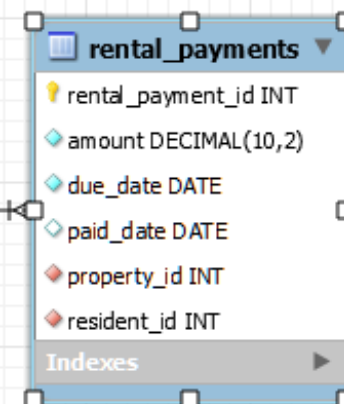 rental_payments
rental_payment_id INT
amount DECIMAL(10,2)
due_date DATE
paid_date DATE
property_id INT
resident_id INT
Indexes